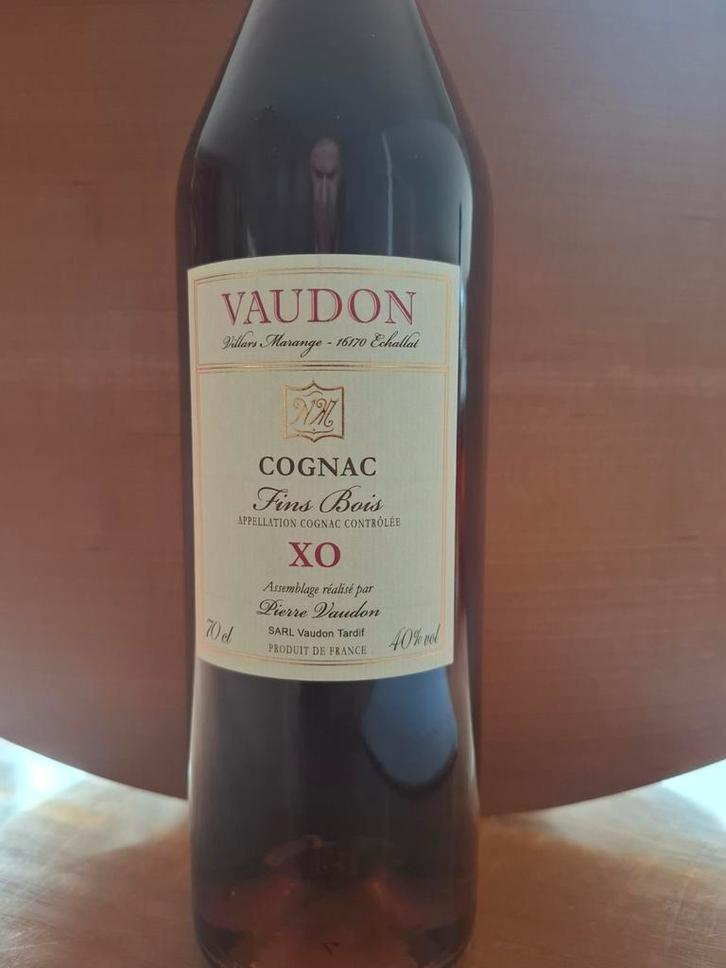 VAUDON
Villars Marange - 16170 Echallat
COGNAC
Fins Bois
APPELLATION COGNAC CONTRÔLÉE
XO
Assemblage réalisé par
Pierre Vaudon
70 cl
SARL Vaudon Tardif
40% vol
PRODUIT DE FRANCE